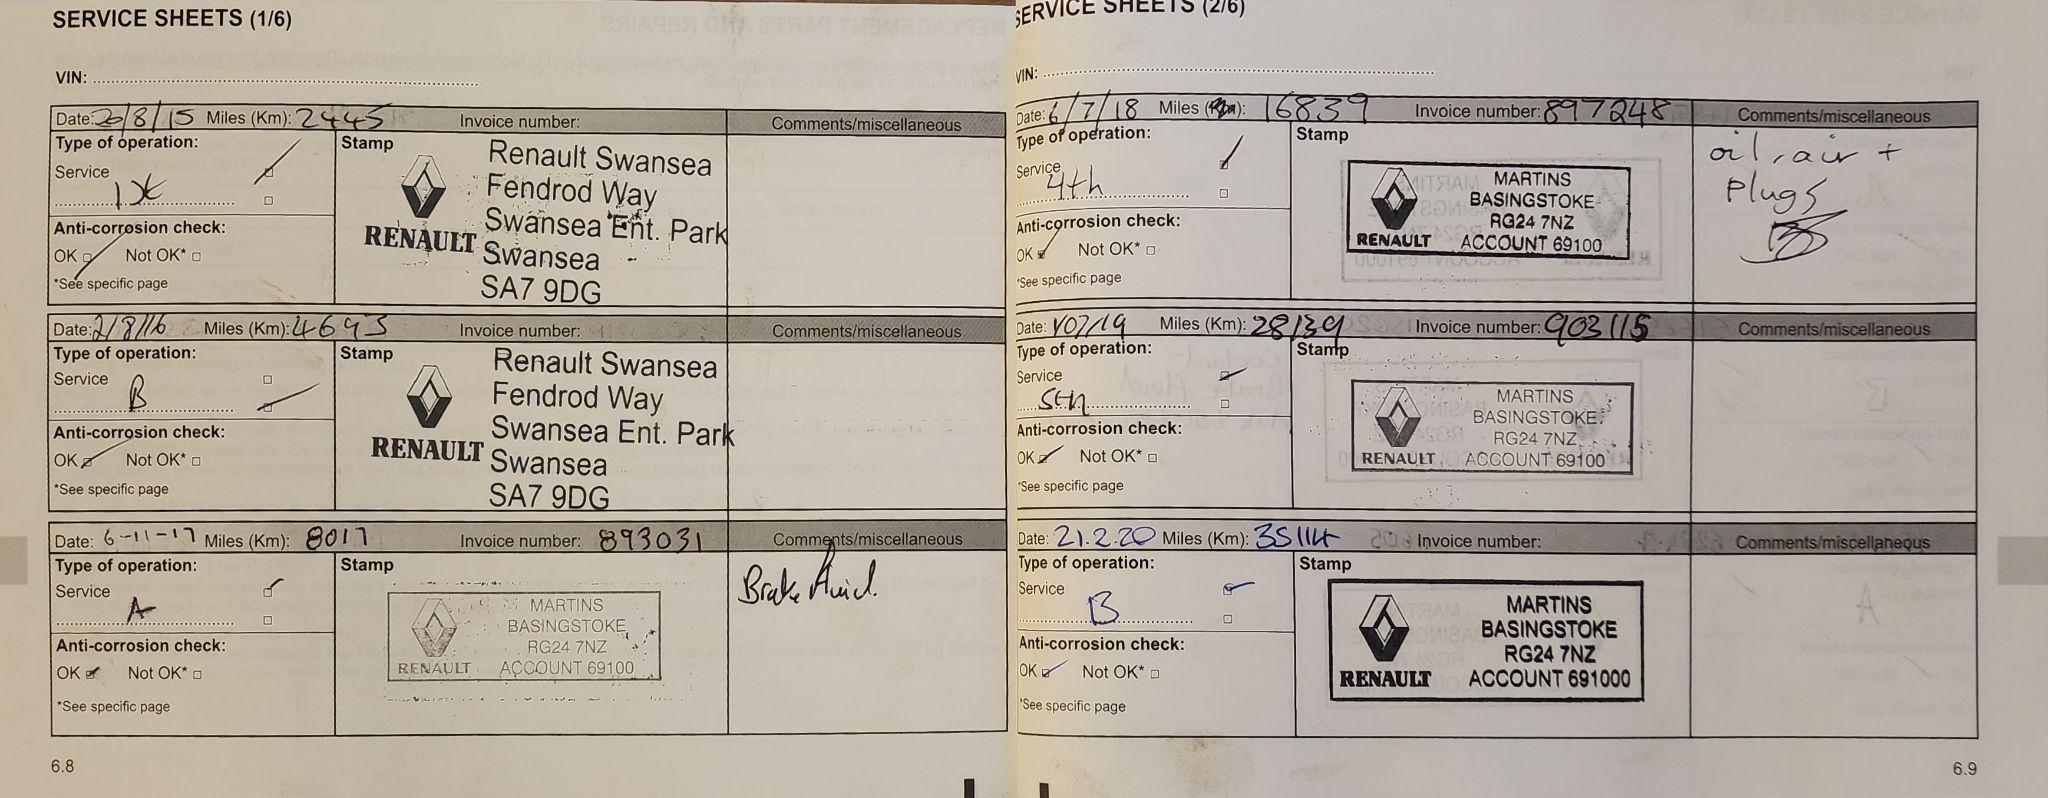 SERVICE SHEETS (1/6)
VIN:
Date: 20/8/15 Miles (Km): 2445 Invoice number: Comments/miscellaneous
Type of operation:
Service
1st
Anti-corrosion check:
OK Not OK*
*See specific page
Stamp
RENAULT
Renault Swansea
Fendrod Way
Swansea Ent. Park
Swansea
SA7 9DG
Date: 2/8/16 Miles (Km): 4693 Invoice number: Comments/miscellaneous
Type of operation:
Service
B
Anti-corrosion check:
OK Not OK*
*See specific page
Stamp
RENAULT
Renault Swansea
Fendrod Way
Swansea Ent. Park
Swansea
SA7 9DG
Date: 6-11-17 Miles (Km): 8017 Invoice number: 893031 Comments/miscellaneous
Type of operation:
Service
A
Anti-corrosion check:
OK Not OK*
*See specific page
Stamp
RENAULT
MARTINS
BASINGSTOKE
RG24 7NZ
ACCOUNT 69100
Brake fluid.
6.8
SERVICE SHEETS (2/6)
VIN:
Date: 6/7/18 Miles (Km): 16839 Invoice number: 897248 Comments/miscellaneous
Type of operation:
Service
4th
Anti-corrosion check:
OK Not OK*
*See specific page
Stamp
RENAULT
MARTINS
BASINGSTOKE
RG24 7NZ
ACCOUNT 69100
oil, air +
plugs
Date: Miles (Km): 28139 Invoice number: 903115 Comments/miscellaneous
Type of operation:
Service
5th
Anti-corrosion check:
OK Not OK*
*See specific page
Stamp
RENAULT
MARTINS
BASINGSTOKE
RG24 7NZ
ACCOUNT 69100
Date: 21.2.20 Miles (Km): 35114 Invoice number: Comments/miscellaneous
Type of operation:
Service
B
Anti-corrosion check:
OK Not OK*
*See specific page
Stamp
RENAULT
MARTINS
BASINGSTOKE
RG24 7NZ
ACCOUNT 691000
6.9